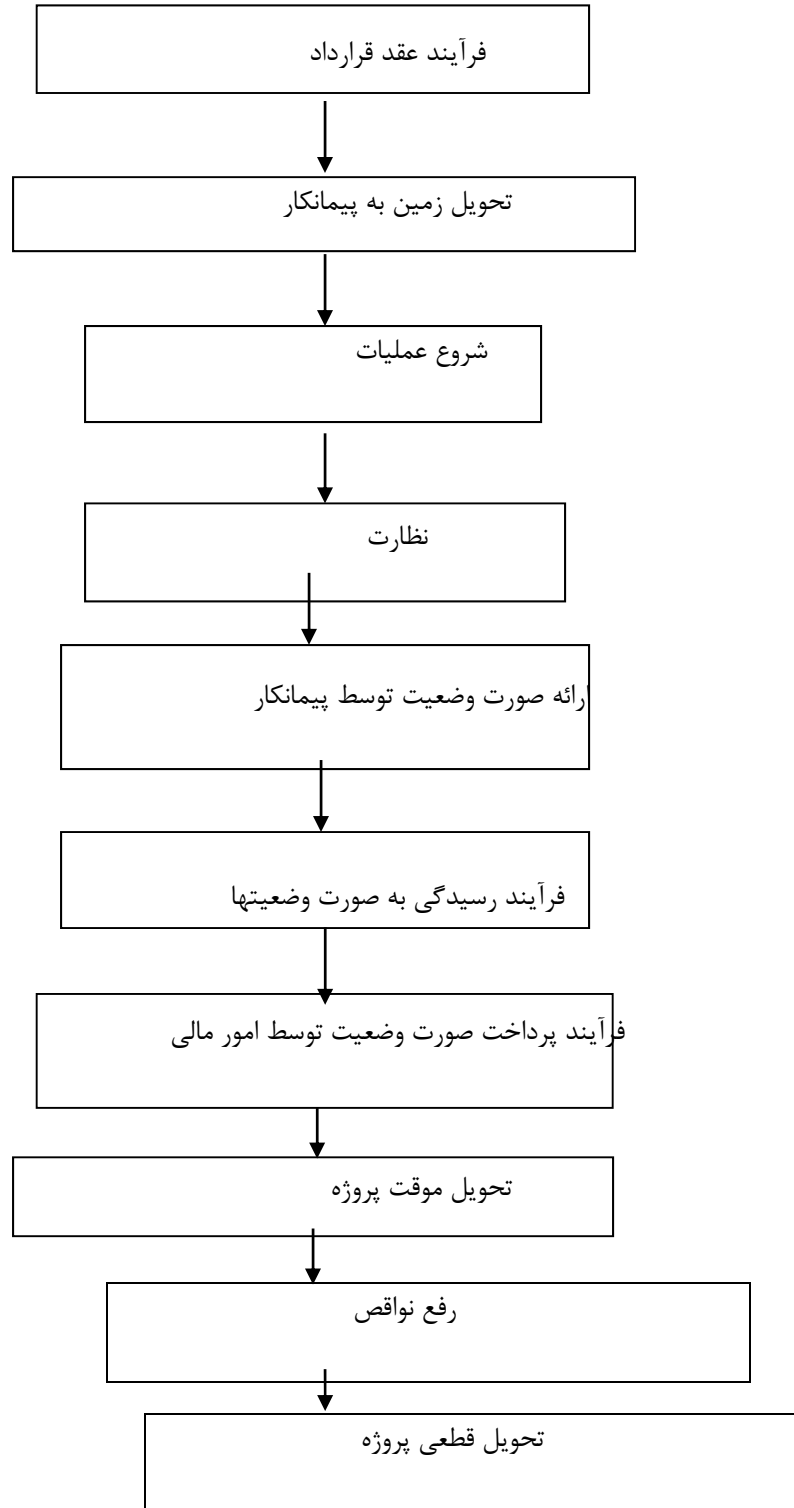 فرآیند عقد قرارداد
تحویل زمین به پیمانکار
شروع عملیات
نظارت
ارائه صورت وضعیت توسط پیمانکار
فرآیند رسیدگی به صورت وضعیتها
فرآیند پرداخت صورت وضعیت توسط امور مالی
تحویل موقت پروژه
رفع نواقص
تحویل قطعی پروژه